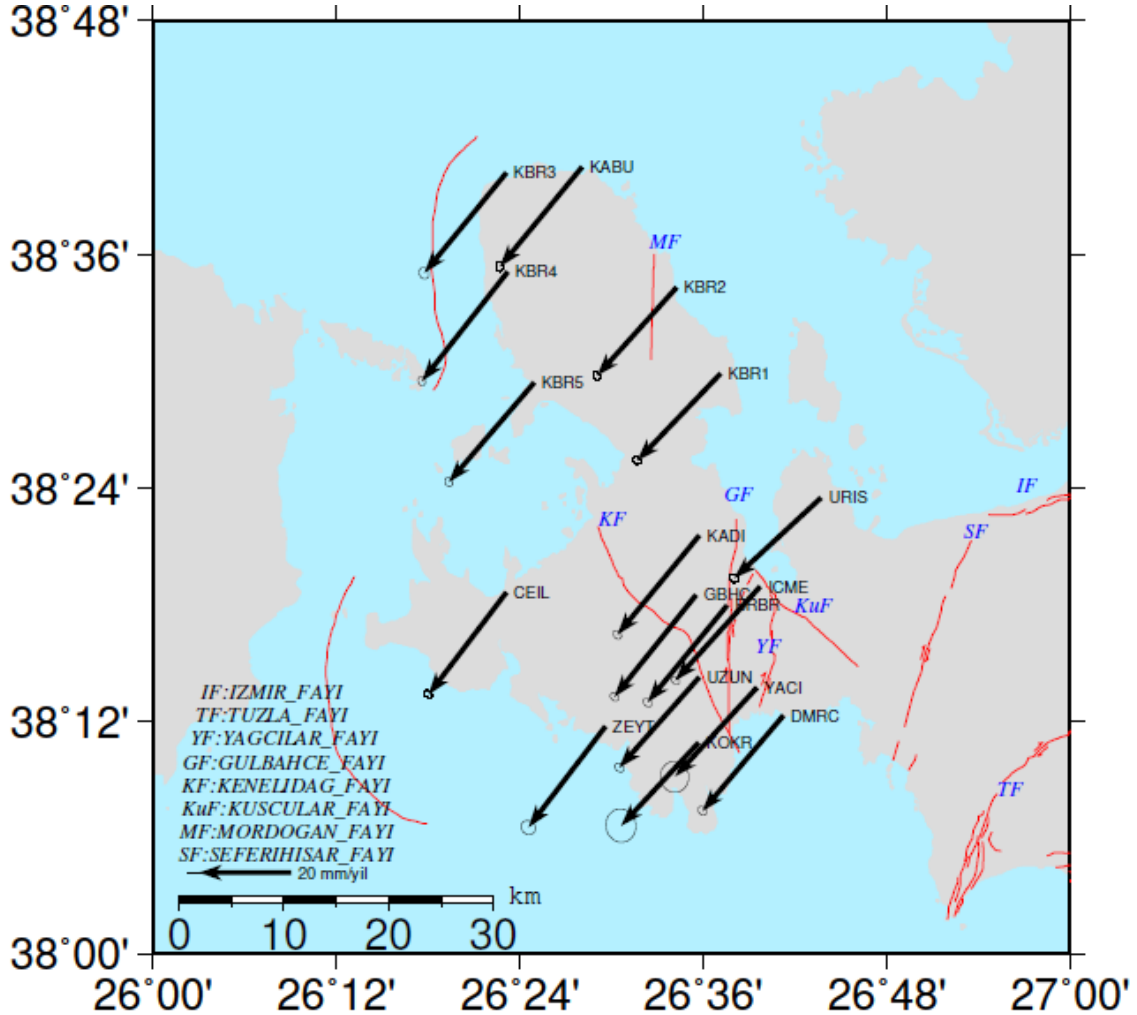 38°48'
KBR3
KABU
MF
38°36'
KBR4
KBR2
KBR1
KBR5
38°24'
IF
GF
URIS
KF
SF
KADI
CEIL
GBHC
ICME
KuF
YF
UZUN
YACI
IF:IZMIR_FAYI
TF:TUZLA_FAYI
DMRC
38°12'
ZEYT
YF:YAGCILAR_FAYI
KOKR
GF:GULBAHCE_FAYI
KF:KENELIDAG_FAYI
TF
KuF:KUSCULAR_FAYI
MF:MORDOGAN_FAYI
SF:SEFERIHISAR_FAYI
20 mm/yil
km
0 10 20 30
38°00'
26°00' 26°12' 26°24' 26°36' 26°48' 27°00'